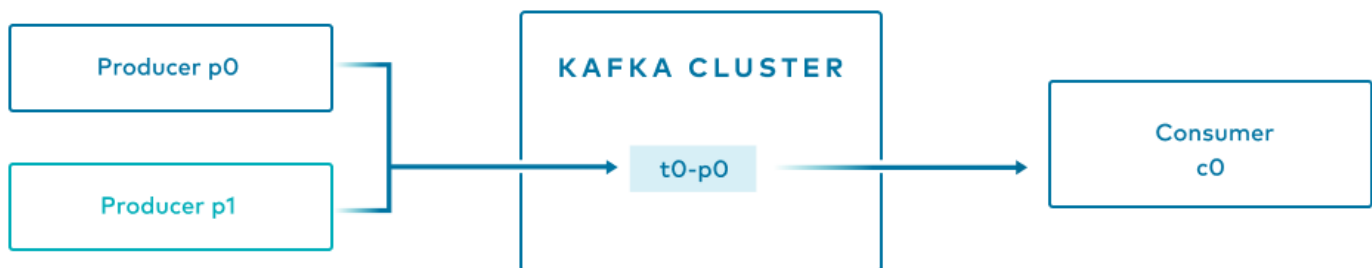 Producer p0
KAFKA CLUSTER
Producer p1
t0-p0
Consumer
c0